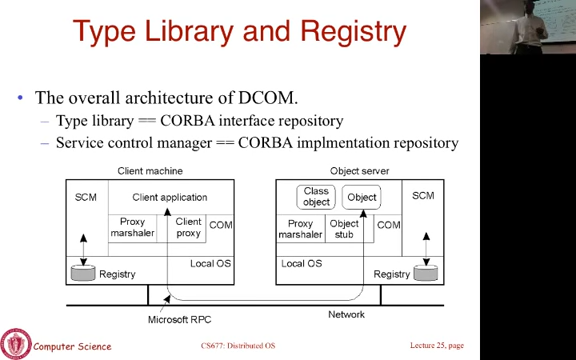 Type Library and Registry
• The overall architecture of DCOM.
– Type library == CORBA interface repository
– Service control manager == CORBA implmentation repository
Client machine
Object server
SCM
Client application
Class object
Object
SCM
Proxy marshaler
Client proxy
COM
Proxy marshaler
Object stub
COM
Local OS
Local OS
Registry
Registry
Microsoft RPC
Network
Computer Science
CS677: Distributed OS
Lecture 25, page